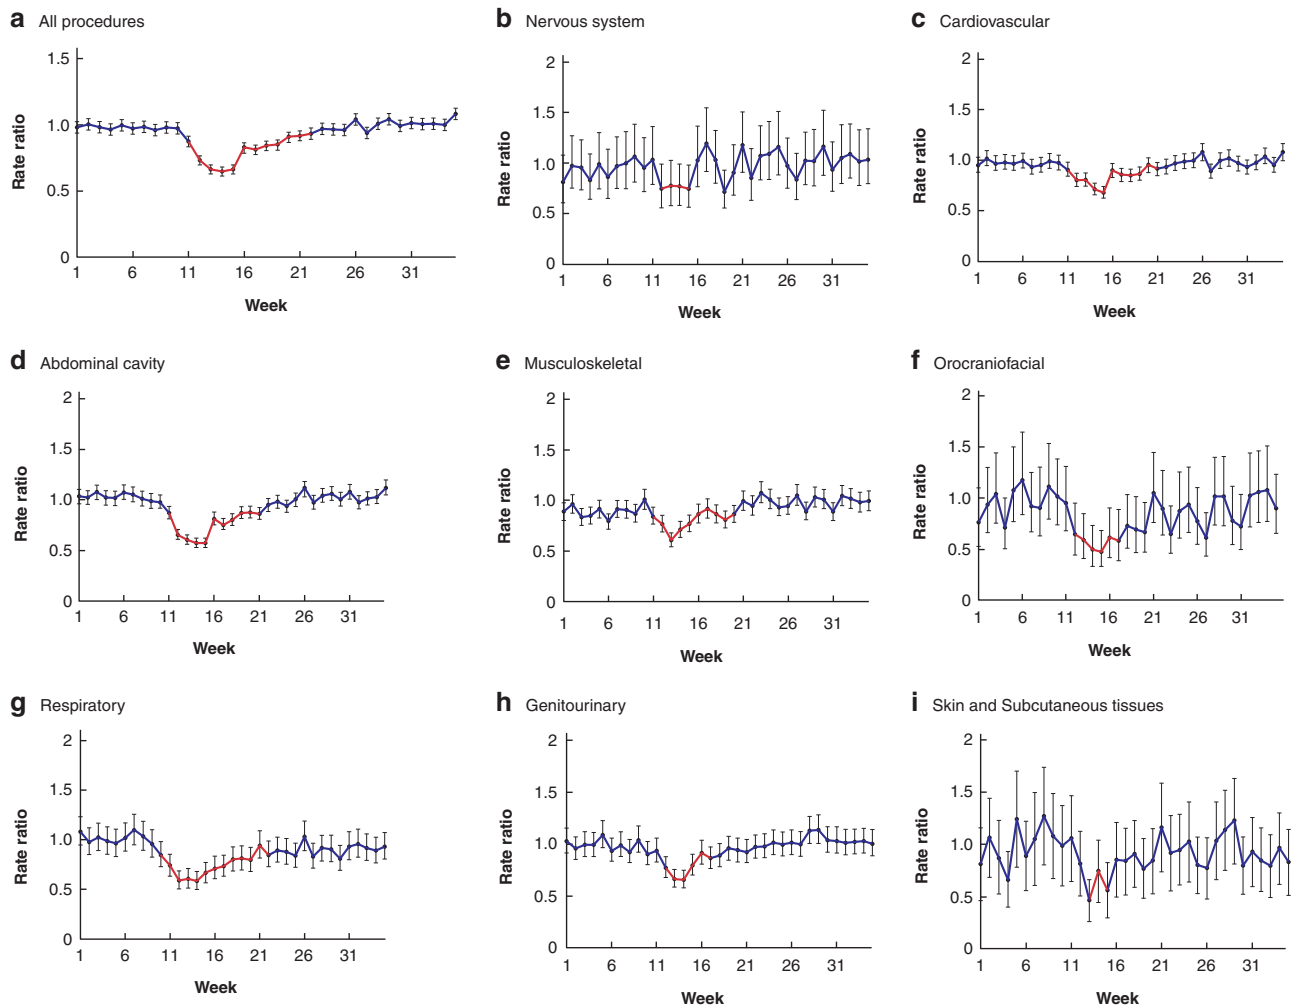 a All procedures
1.5
1.0
0.5
0
Rate ratio
1 6 11 16 21 26 31
Week
b Nervous system
2
1.5
1.0
0.5
0
Rate ratio
1 6 11 16 21 26 31
Week
c Cardiovascular
2
1.5
1.0
0.5
0
Rate ratio
1 6 11 16 21 26 31
Week
d Abdominal cavity
2
1.5
1.0
0.5
0
Rate ratio
1 6 11 16 21 26 31
Week
e Musculoskeletal
2
1.5
1.0
0.5
0
Rate ratio
1 6 11 16 21 26 31
Week
f Orocraniofacial
2
1.5
1.0
0.5
0
Rate ratio
1 6 11 16 21 26 31
Week
g Respiratory
2
1.5
1.0
0.5
0
Rate ratio
1 6 11 16 21 26 31
Week
h Genitourinary
2
1.5
1.0
0.5
0
Rate ratio
1 6 11 16 21 26 31
Week
i Skin and Subcutaneous tissues
2
1.5
1.0
0.5
0
Rate ratio
1 6 11 16 21 26 31
Week